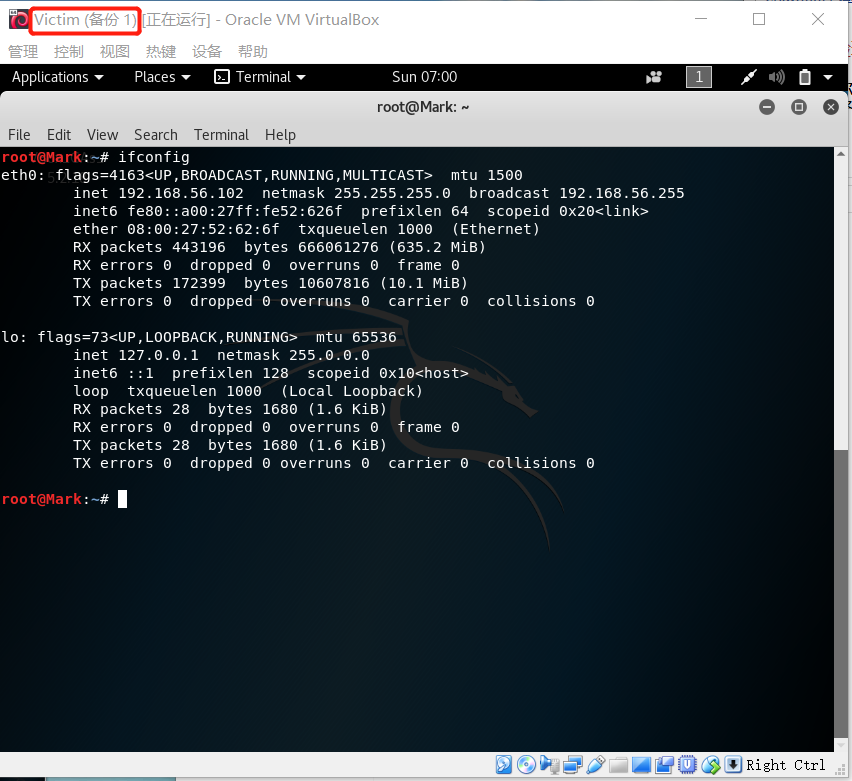 Victim (备份 1) [正在运行] - Oracle VM VirtualBox
管理 控制 视图 热键 设备 帮助
Applications Places Terminal Sun 07:00 1
root@Mark: ~
File Edit View Search Terminal Help
root@Mark:~# ifconfig
eth0: flags=4163<UP,BROADCAST,RUNNING,MULTICAST>  mtu 1500
        inet 192.168.56.102  netmask 255.255.255.0  broadcast 192.168.56.255
        inet6 fe80::a00:27ff:fe52:626f  prefixlen 64  scopeid 0x20<link>
        ether 08:00:27:52:62:6f  txqueuelen 1000  (Ethernet)
        RX packets 443196  bytes 666061276 (635.2 MiB)
        RX errors 0  dropped 0  overruns 0  frame 0
        TX packets 172399  bytes 10607816 (10.1 MiB)
        TX errors 0  dropped 0 overruns 0  carrier 0  collisions 0
lo: flags=73<UP,LOOPBACK,RUNNING>  mtu 65536
        inet 127.0.0.1  netmask 255.0.0.0
        inet6 ::1  prefixlen 128  scopeid 0x10<host>
        loop  txqueuelen 1000  (Local Loopback)
        RX packets 28  bytes 1680 (1.6 KiB)
        RX errors 0  dropped 0  overruns 0  frame 0
        TX packets 28  bytes 1680 (1.6 KiB)
        TX errors 0  dropped 0 overruns 0  carrier 0  collisions 0
root@Mark:~#
Right Ctrl